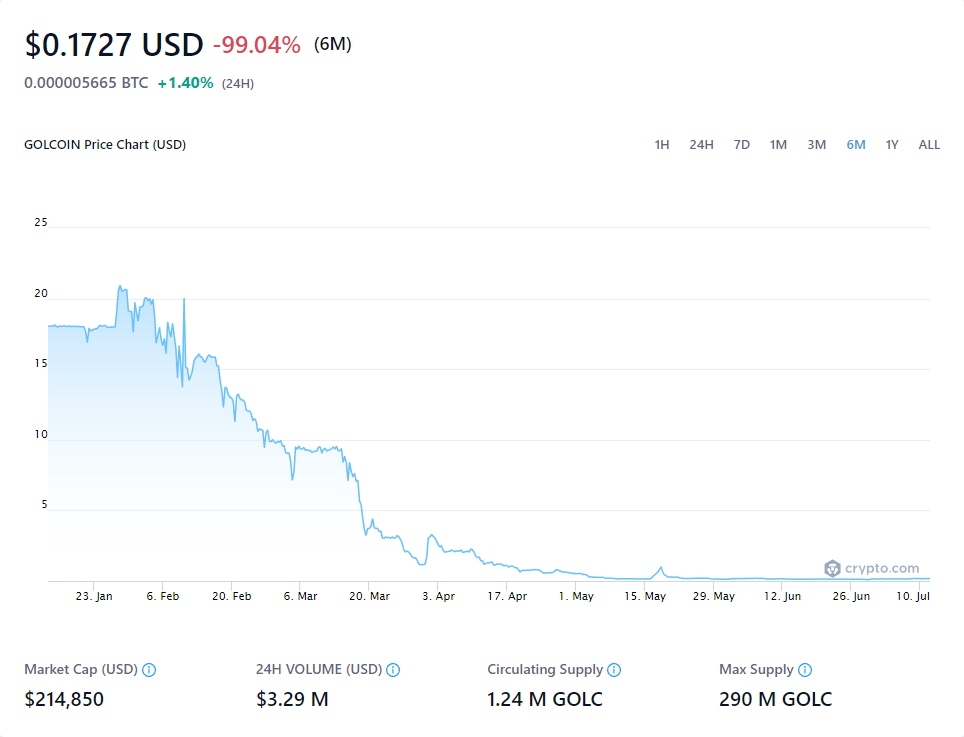 $0.1727 USD -99.04% (6M)
0.000005665 BTC +1.40% (24H)
GOLCOIN Price Chart (USD) 1H 24H 7D 1M 3M 6M 1Y ALL
25
20
15
10
5
crypto.com
23. Jan 6. Feb 20. Feb 6. Mar 20. Mar 3. Apr 17. Apr 1. May 15. May 29. May 12. Jun 26. Jun 10. Jul
Market Cap (USD) 24H VOLUME (USD) Circulating Supply Max Supply
$214,850 $3.29 M 1.24 M GOLC 290 M GOLC